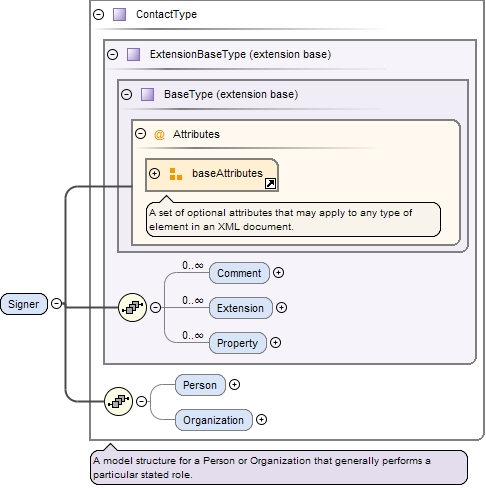 ContactType
ExtensionBaseType (extension base)
BaseType (extension base)
@ Attributes
baseAttributes
A set of optional attributes that may apply to any type of
element in an XML document.
0..∞
Comment
0..∞
Extension
0..∞
Property
Signer
Person
Organization
A model structure for a Person or Organization that generally performs a
particular stated role.